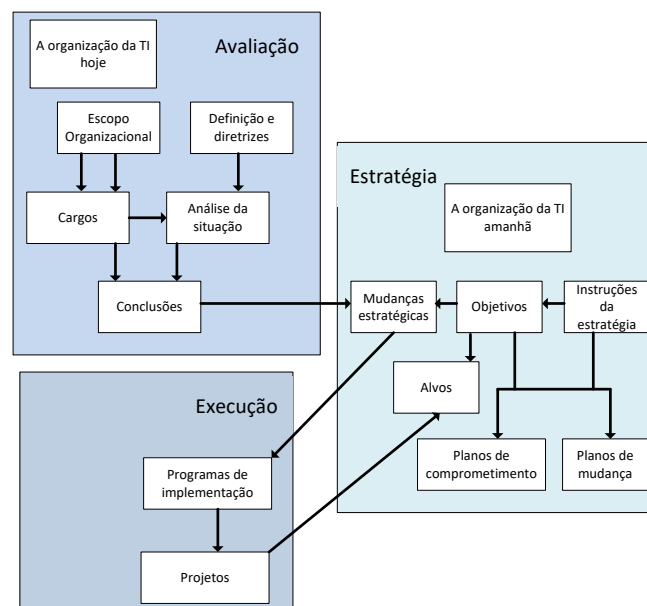 Avaliação
A organização da TI
hoje
Escopo
Organizacional
Definição e
diretrizes
Cargos
Análise da
situação
Conclusões
Estratégia
A organização da TI
amanhã
Mudanças
estratégicas
Objetivos
Instruções
da
estratégia
Alvos
Planos de
comprometimento
Planos de
mudança
Execução
Programas de
implementação
Projetos